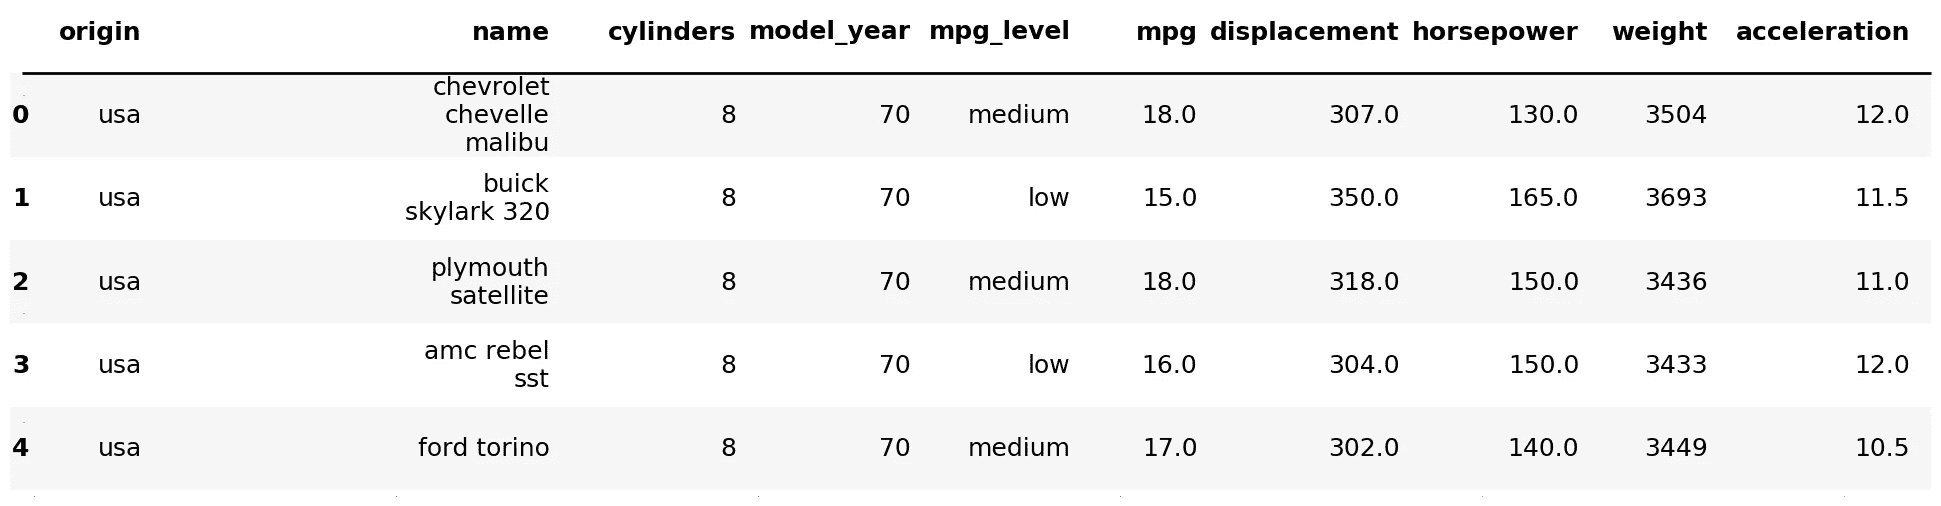 origin name cylinders model_year mpg_level mpg displacement horsepower weight acceleration
0 usa chevrolet chevelle malibu 8 70 medium 18.0 307.0 130.0 3504 12.0
1 usa buick skylark 320 8 70 low 15.0 350.0 165.0 3693 11.5
2 usa plymouth satellite 8 70 medium 18.0 318.0 150.0 3436 11.0
3 usa amc rebel sst 8 70 low 16.0 304.0 150.0 3433 12.0
4 usa ford torino 8 70 medium 17.0 302.0 140.0 3449 10.5